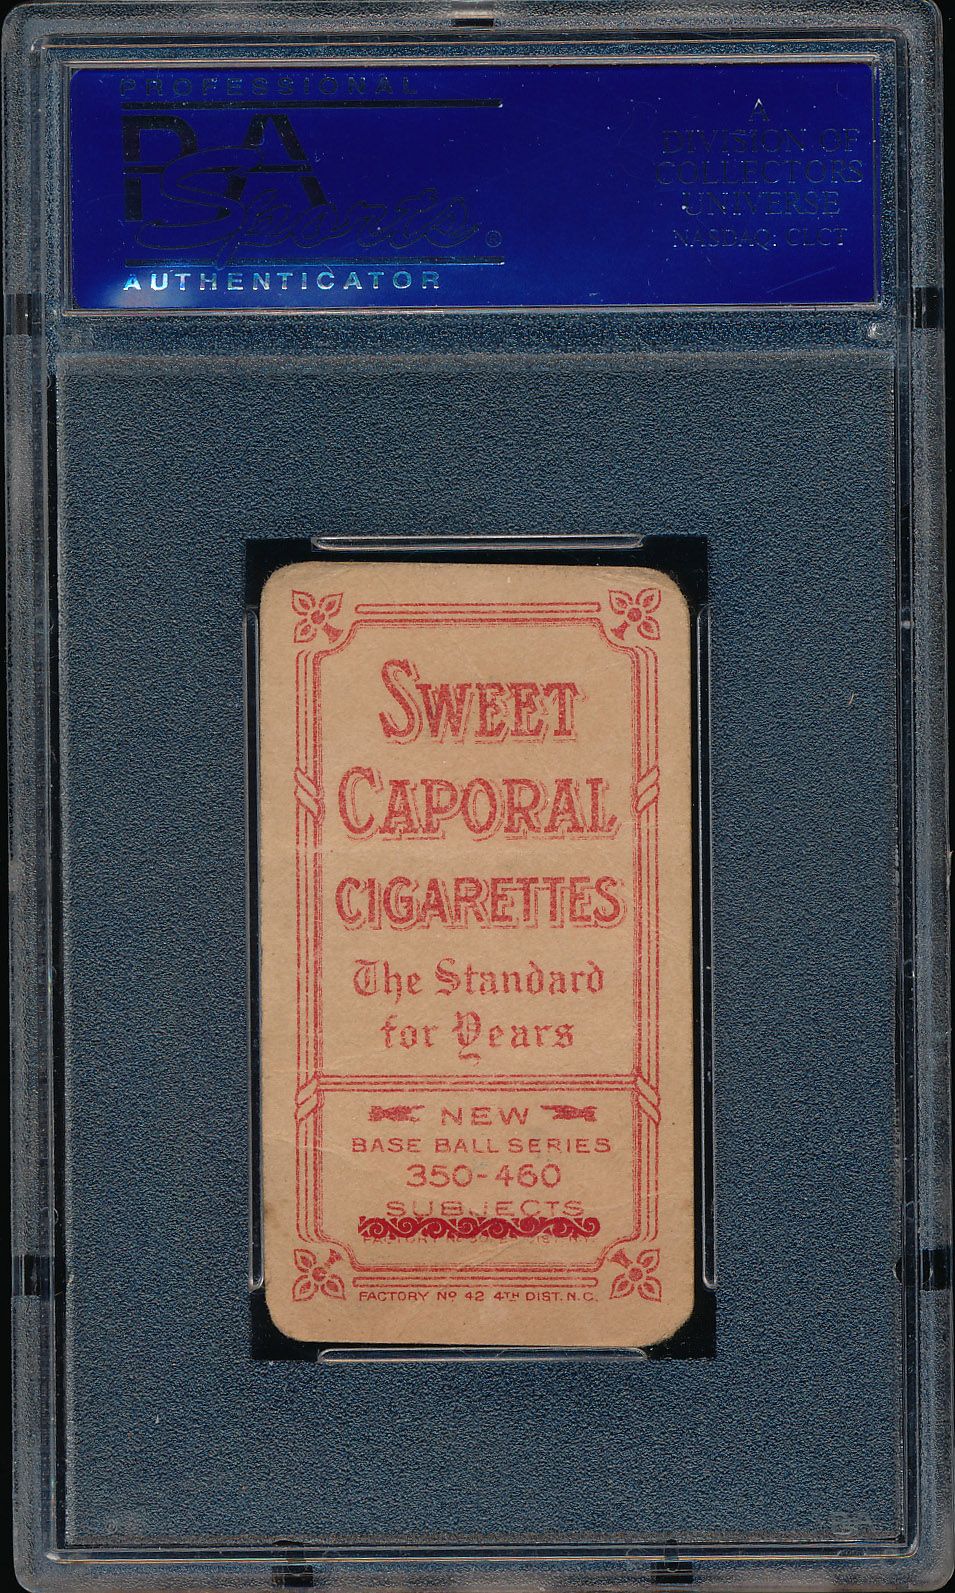 PROFESSIONAL
PSA
Sports®
AUTHENTICATOR
A
DIVISION OF
COLLECTORS
UNIVERSE
NASDAQ: CLCT
SWEET
CAPORAL
CIGARETTES
The Standard
for Years
NEW
BASE BALL SERIES
350-460
SUBJECTS
FACTORY Nº 42 4TH DIST. N.C.